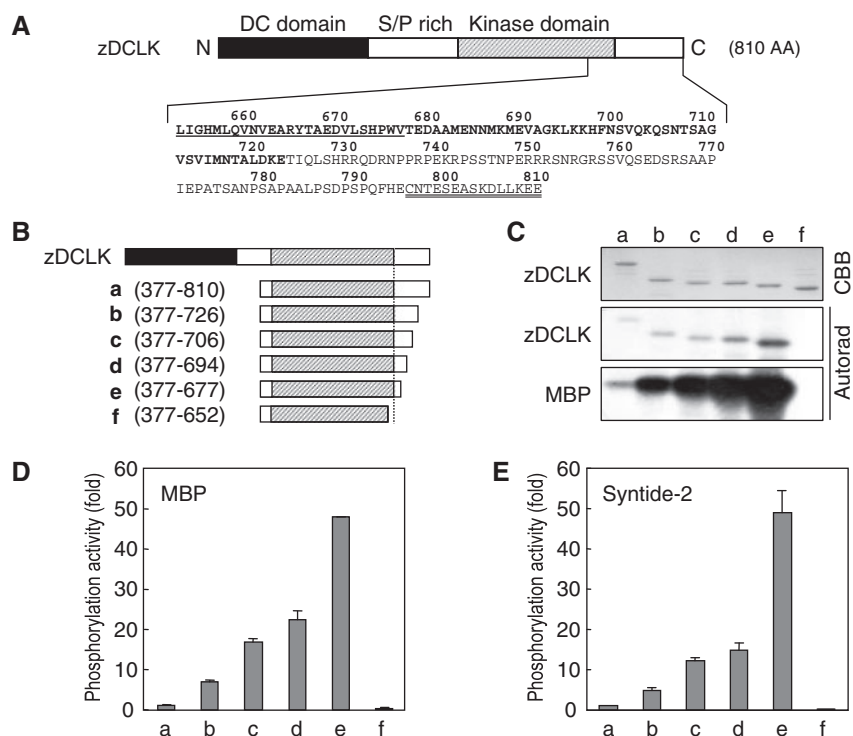 A
DC domain S/P rich Kinase domain
zDCLK N C (810 AA)
660 670 680 690 700 710
LIGHMLQVNVEARYTAEDVLSHPWVTEDAAMENNMKMEVAGKLKKHFNSVQKQSNTSAG
720 730 740 750 760 770
VSVIMNTALDKETIQLSHRRQDRNPPRPEKRPSSTNPERRRSNRGRSSVQSEDSRSAAP
780 790 800 810
IEPATSANPSAPAALPSDPSPQFHECNTESEASKDLLKEE
B
zDCLK
a (377-810)
b (377-726)
c (377-706)
d (377-694)
e (377-677)
f (377-652)
C
a b c d e f
zDCLK CBB
zDCLK
MBP
Autorad
D
MBP
Phosphorylation activity (fold)
60
50
40
30
20
10
0
a b c d e f
E
Syntide-2
Phosphorylation activity (fold)
60
50
40
30
20
10
0
a b c d e f